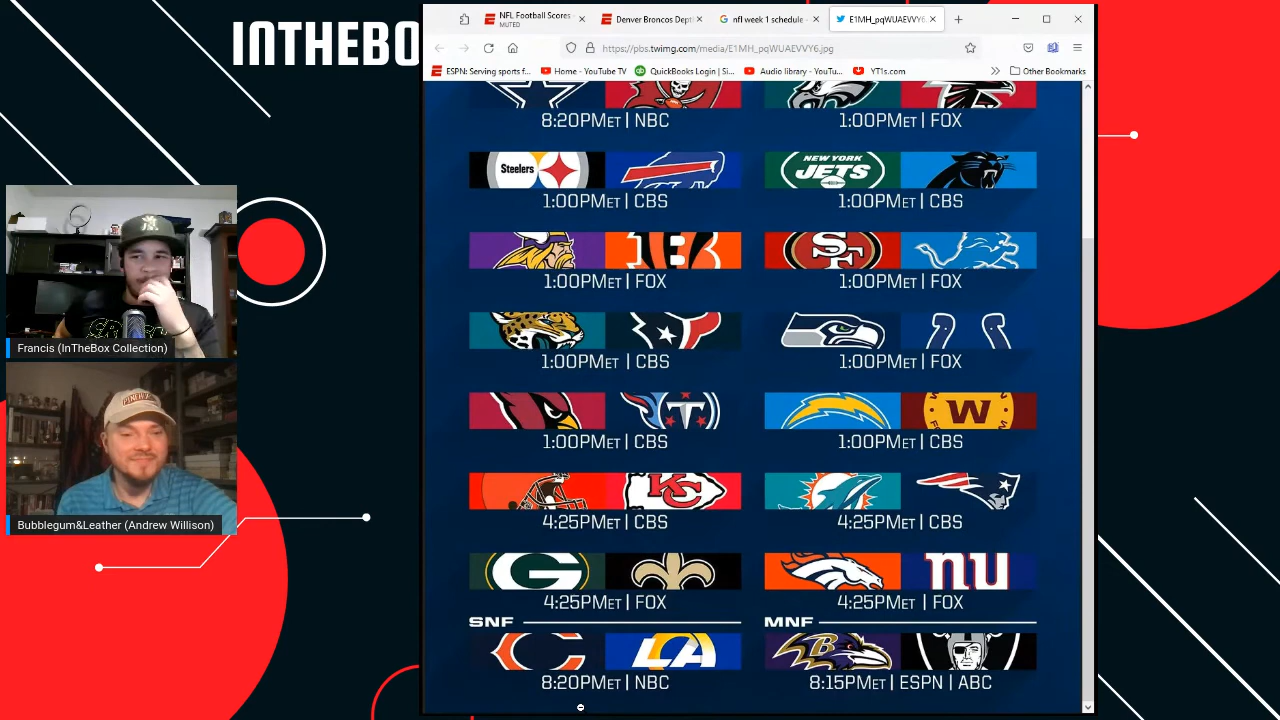 INTHEBO
NFL Football Scores -
MUTED
Denver Broncos Dept
nfl week 1 schedule -
E1MH_pqWUAEVVY6.
https://pbs.twimg.com/media/E1MH_pqWUAEVVY6.jpg
ESPN: Serving sports f...
Home - YouTube TV
QuickBooks Login | Si...
Audio library - YouTu...
YT1s.com
Other Bookmarks
8:20PMET | NBC
1:00PMET | FOX
Steelers
NEW YORK
JETS
1:00PMET | CBS
1:00PMET | CBS
B
SF
1:00PMET | FOX
1:00PMET | FOX
1:00PMET | CBS
1:00PMET | FOX
T
W
1:00PMET | CBS
1:00PMET | CBS
KC
4:25PMET | CBS
4:25PMET | CBS
G
nu
4:25PMET | FOX
4:25PMET | FOX
SNF
MNF
C
LA
8:20PMET | NBC
8:15PMET | ESPN | ABC
Francis (InTheBox Collection)
Bubblegum&Leather (Andrew Willison)